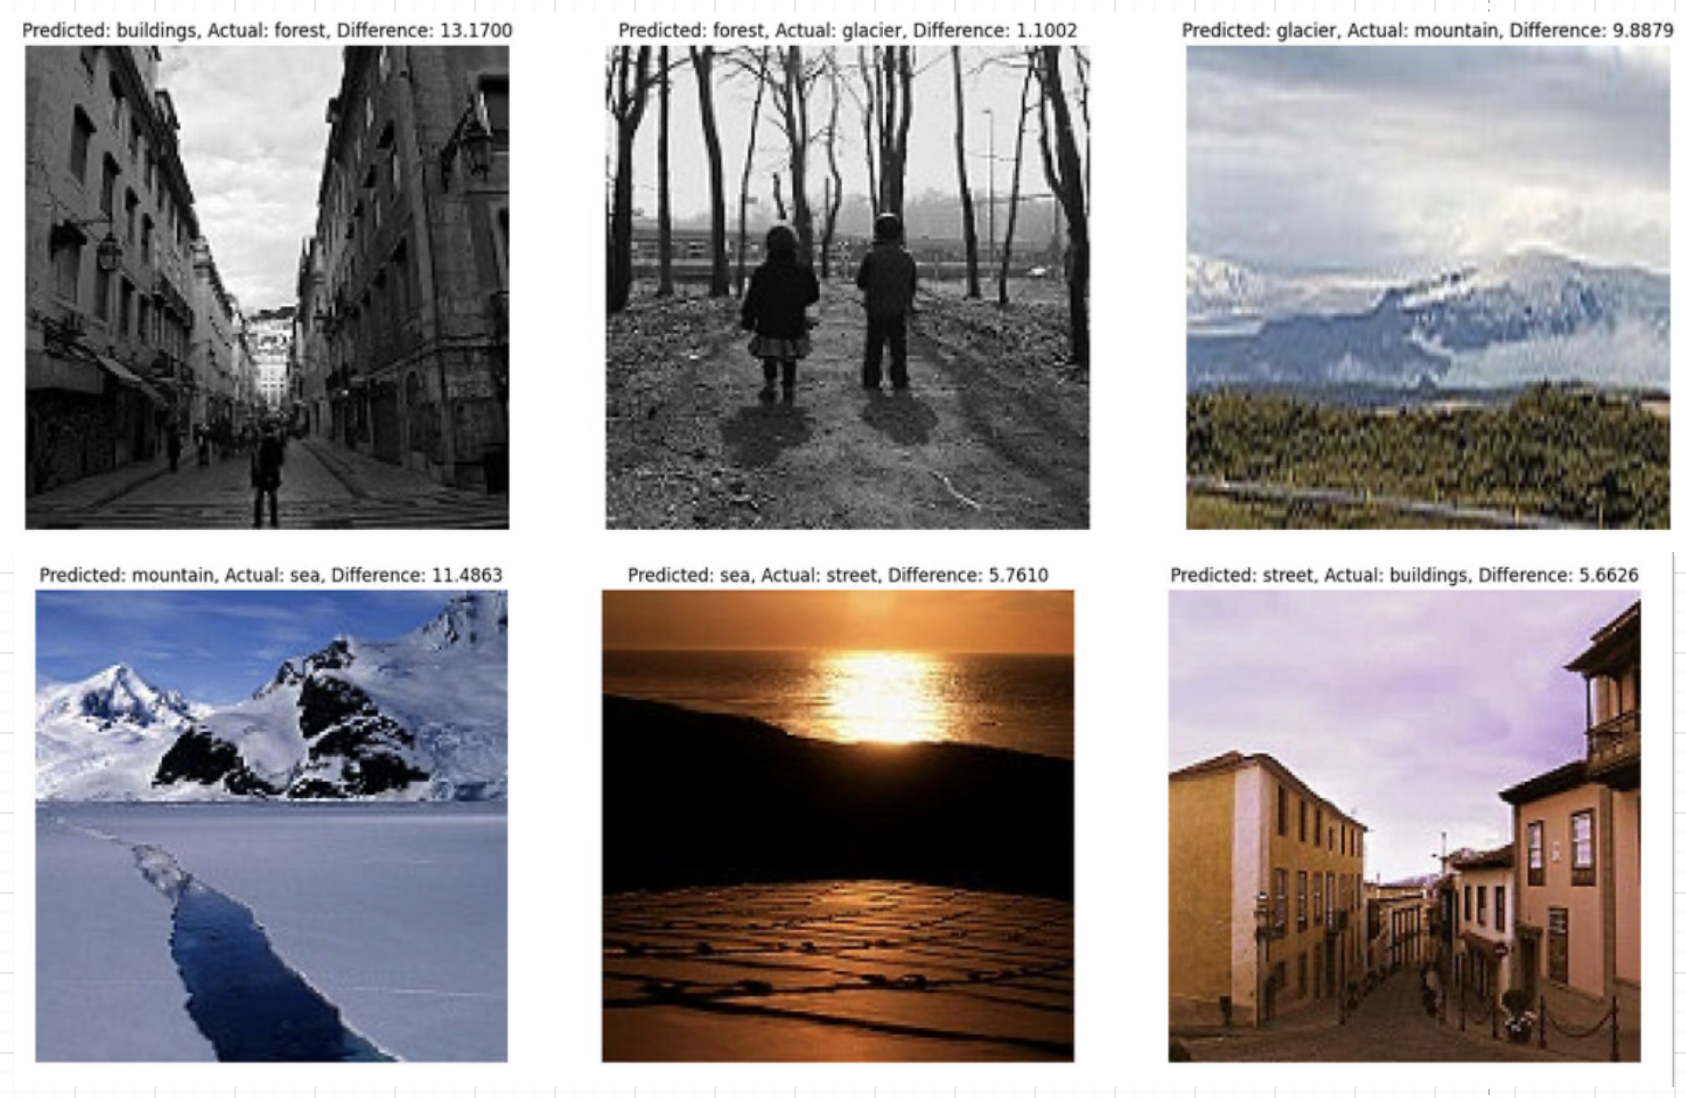 Predicted: buildings, Actual: forest, Difference: 13.1700
Predicted: forest, Actual: glacier, Difference: 1.1002
Predicted: glacier, Actual: mountain, Difference: 9.8879
Predicted: mountain, Actual: sea, Difference: 11.4863
Predicted: sea, Actual: street, Difference: 5.7610
Predicted: street, Actual: buildings, Difference: 5.6626